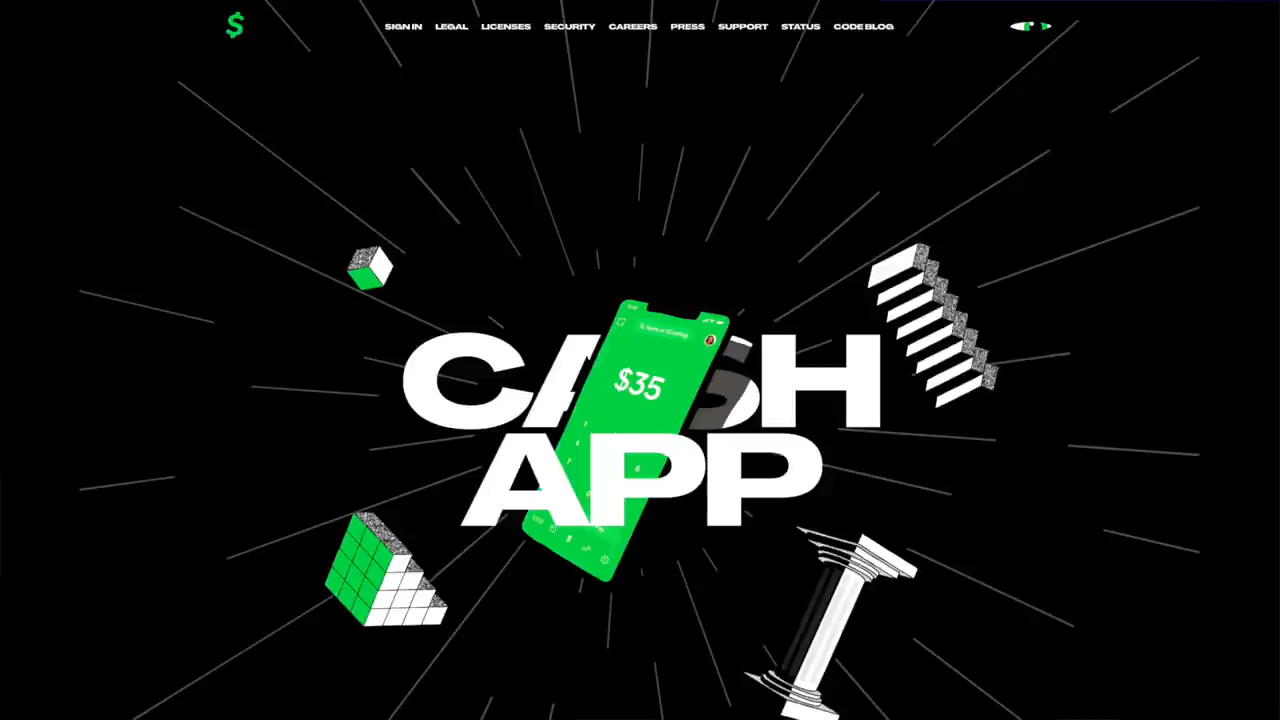 $
SIGN IN LEGAL LICENSES SECURITY CAREERS PRESS SUPPORT STATUS CODE BLOG
$35
CASH
APP